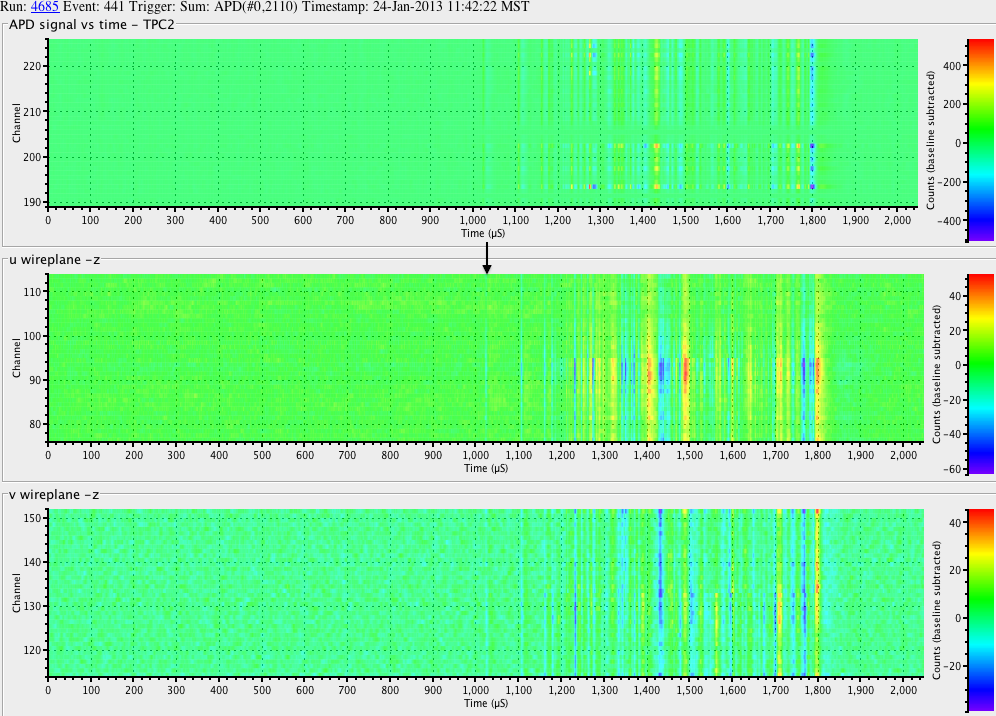 Run: 4685 Event: 441 Trigger: Sum: APD(#0,2110) Timestamp: 24-Jan-2013 11:42:22 MST
APD signal vs time - TPC2
220
210
200
190
Channel
0 100 200 300 400 500 600 700 800 900 1,000 1,100 1,200 1,300 1,400 1,500 1,600 1,700 1,800 1,900 2,000
Time (µS)
400
200
0
-200
-400
Counts (baseline subtracted)
u wireplane -z
110
100
90
80
Channel
0 100 200 300 400 500 600 700 800 900 1,000 1,100 1,200 1,300 1,400 1,500 1,600 1,700 1,800 1,900 2,000
Time (µS)
40
20
0
-20
-40
-60
Counts (baseline subtracted)
v wireplane -z
150
140
130
120
Channel
0 100 200 300 400 500 600 700 800 900 1,000 1,100 1,200 1,300 1,400 1,500 1,600 1,700 1,800 1,900 2,000
Time (µS)
40
20
0
-20
Counts (baseline subtracted)